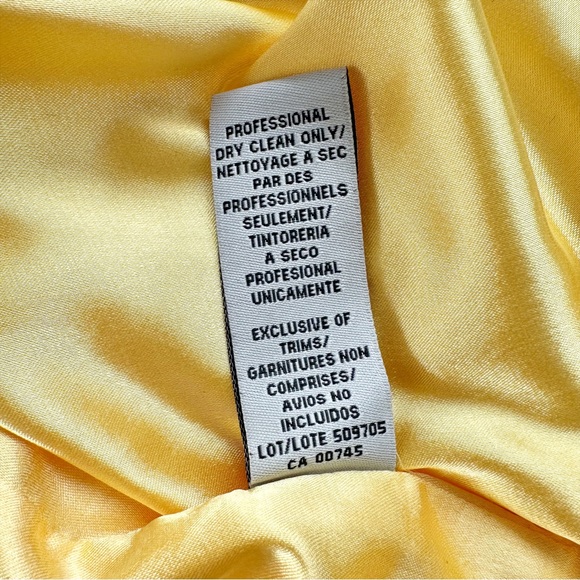 PROFESSIONAL
DRY CLEAN ONLY/
NETTOYAGE A SEC
PAR DES
PROFESSIONNELS
SEULEMENT/
TINTORERIA
A SECO
PROFESIONAL
UNICAMENTE
EXCLUSIVE OF
TRIMS/
GARNITURES NON
COMPRISES/
AVIOS NO
INCLUIDOS
LOT/LOTE 509705
CA 00745